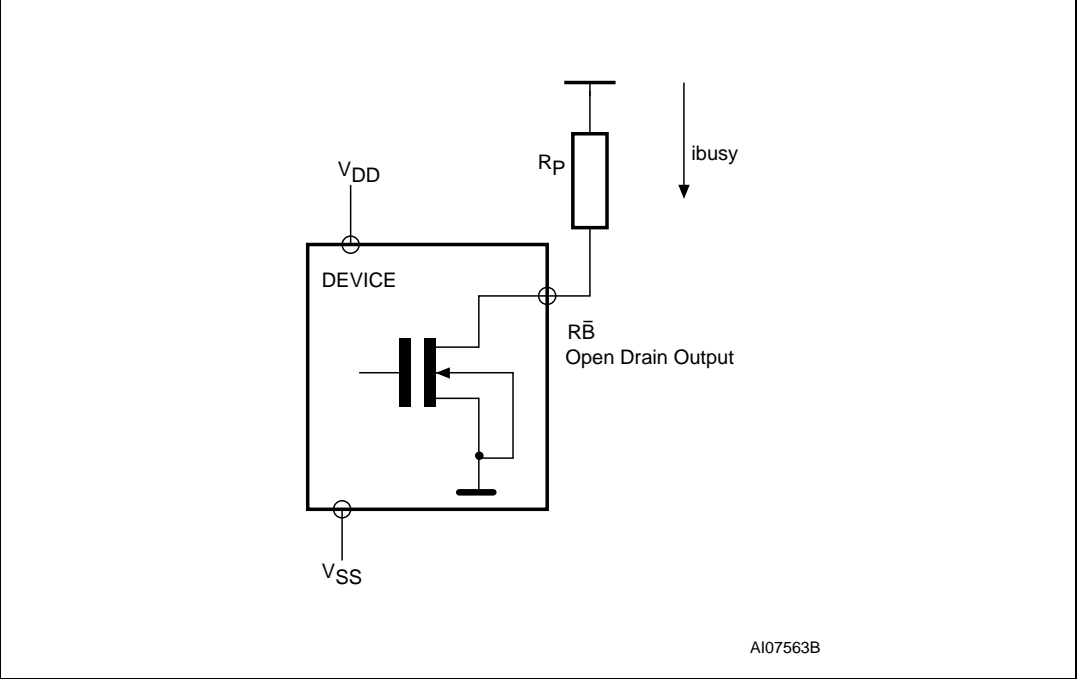 RP
ibusy
VDD
DEVICE
RB̅
Open Drain Output
VSS
AI07563B